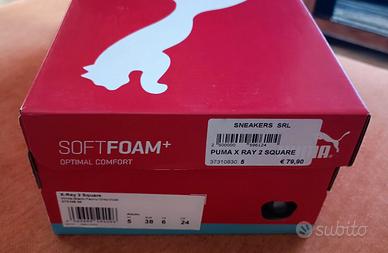 SOFTFOAM+
OPTIMAL COMFORT
SNEAKERS SRL
PUMA X RAY 2 SQUARE
37310830 5 € 79,90
X-Ray 2 Square
5 38 6 24
subito